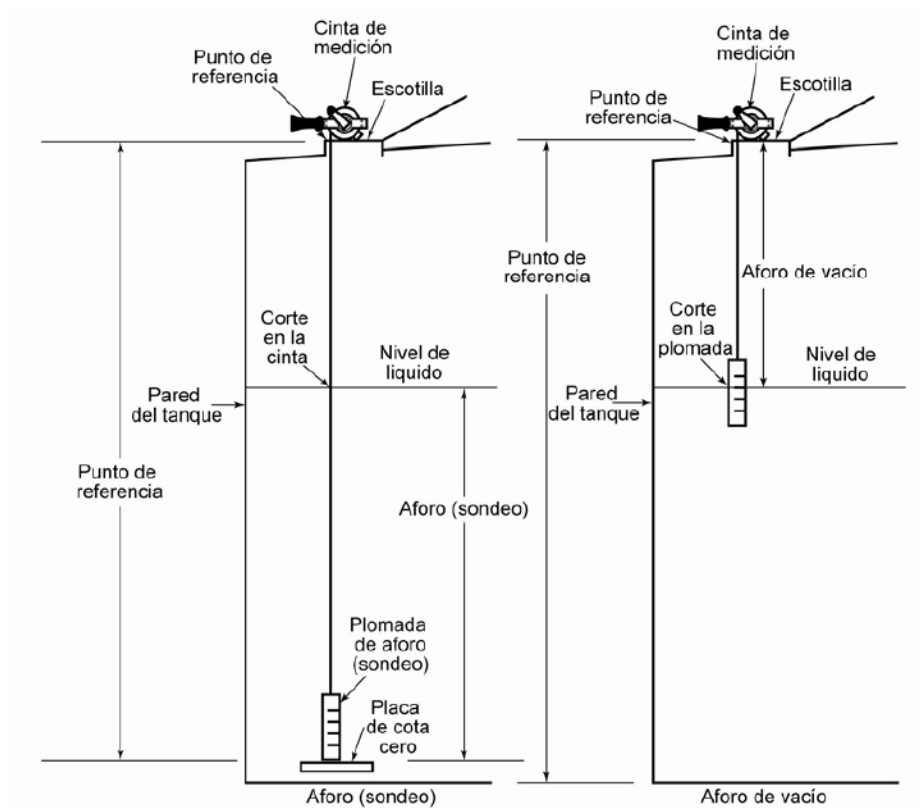 Cinta de
medición
Punto de
referencia
Escotilla
Corte
en la
cinta
Nivel de
liquido
Pared
del tanque
Punto de
referencia
Aforo (sondeo)
Plomada
de aforo
(sondeo)
Placa
de cota
cero
Aforo (sondeo)
Cinta de
medición
Escotilla
Punto de
referencia
Punto de
referencia
Aforo de vacío
Corte
en la
plomada
Nivel de
liquido
Pared
del tanque
Aforo de vacío